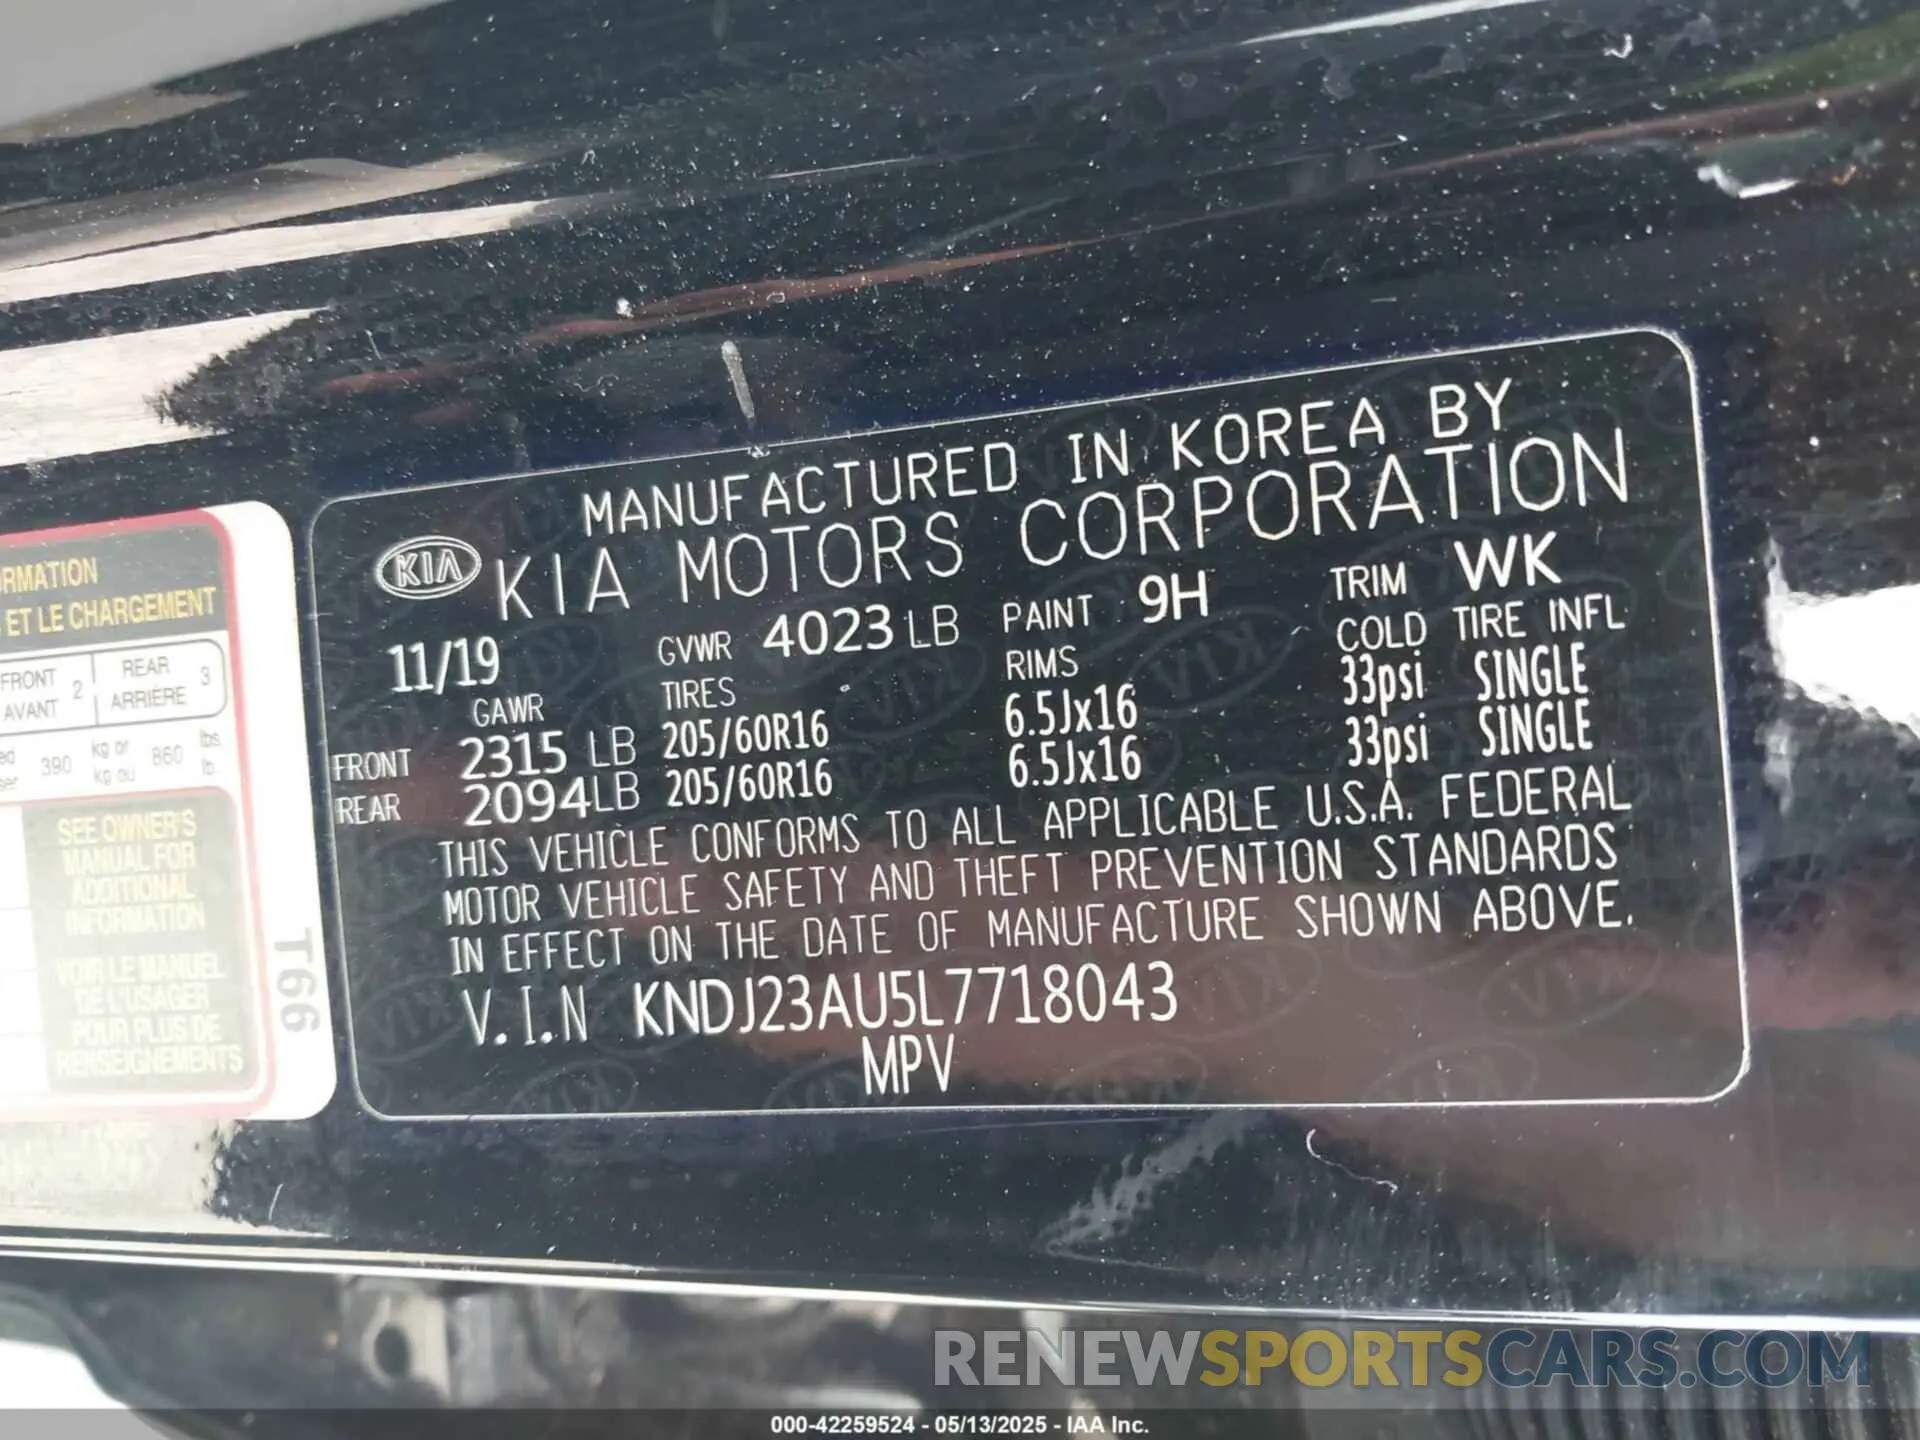 MANUFACTURED IN KOREA BY
KIA KIA MOTORS CORPORATION
11/19 GVWR 4023 LB PAINT 9H TRIM WK
GAWR TIRES RIMS COLD TIRE INFL
FRONT 2315 LB 205/60R16 6.5Jx16 33psi SINGLE
REAR 2094LB 205/60R16 6.5Jx16 33psi SINGLE
THIS VEHICLE CONFORMS TO ALL APPLICABLE U.S.A. FEDERAL
MOTOR VEHICLE SAFETY AND THEFT PREVENTION STANDARDS
IN EFFECT ON THE DATE OF MANUFACTURE SHOWN ABOVE.
V.I.N KNDJ23AU5L7718043
MPV
ET LE CHARGEMENT
FRONT 2 REAR 3
AVANT ARRIÈRE
390 kg or 860 lbs
kg ou lb.
SEE OWNER'S
MANUAL FOR
ADDITIONAL
INFORMATION
VOIR LE MANUEL
DE L'USAGER
POUR PLUS DE
RENSEIGNEMENTS
T66
RENEWSPORTSCARS.COM
000-42259524 - 05/13/2025 - IAA Inc.